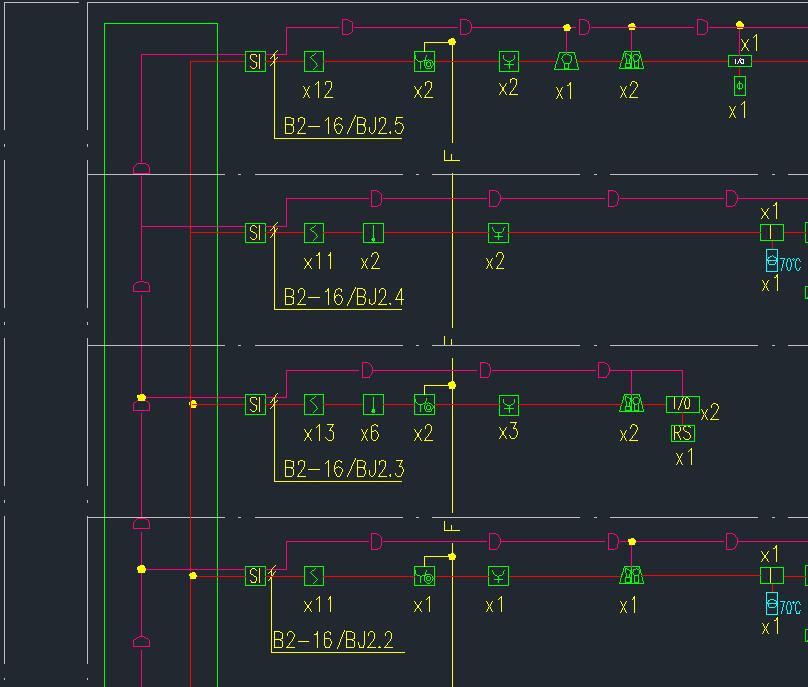 x1
SI
I/O
x12
x2
x2
x1
x2
x1
B2-16/BJ2.5
F
x1
SI
x11
x2
x2
70℃
x1
B2-16/BJ2.4
F
SI
I/O
x2
x13
x6
x2
x3
x2
RS
x1
B2-16/BJ2.3
F
x1
SI
x11
x1
x1
x1
70℃
x1
B2-16/BJ2.2